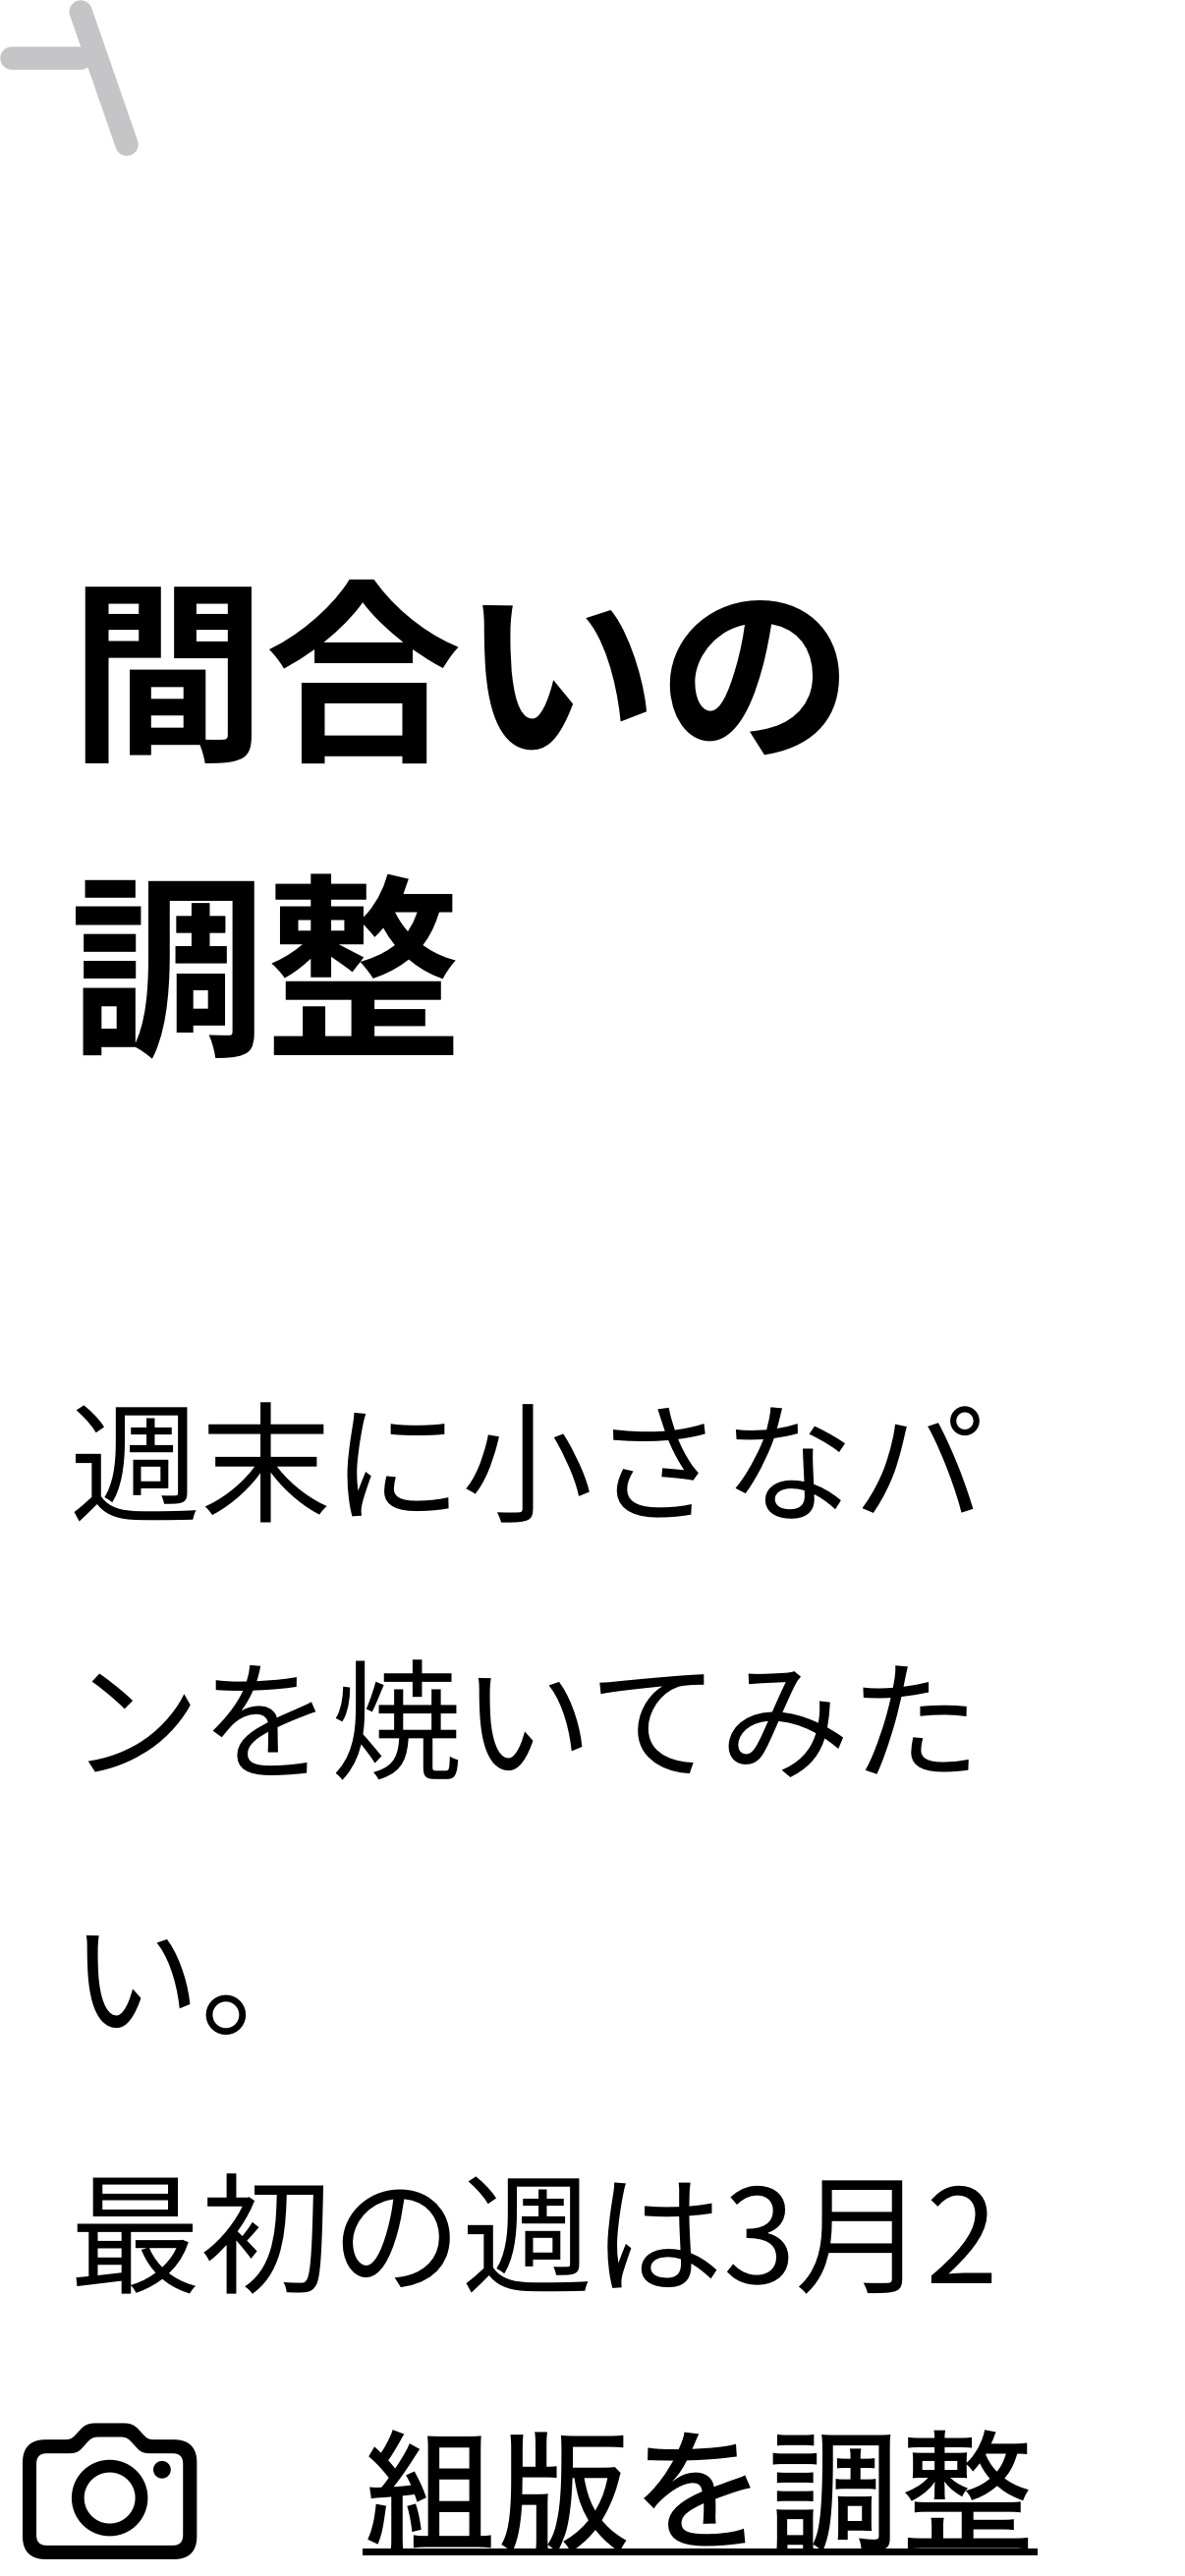 間合いの
調整
週末に小さなパ
ンを焼いてみた
い。
最初の週は3月2
組版を調整